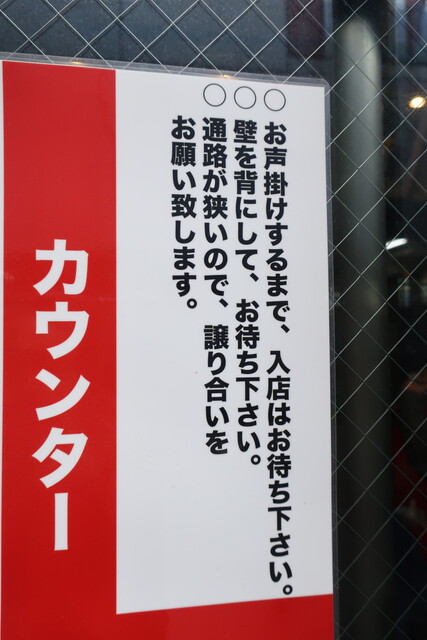 ○お声掛けするまで、入店はお待ち下さい。
○壁を背にして、お待ち下さい。
○通路が狭いので、譲り合いを
お願い致します。
カウンター